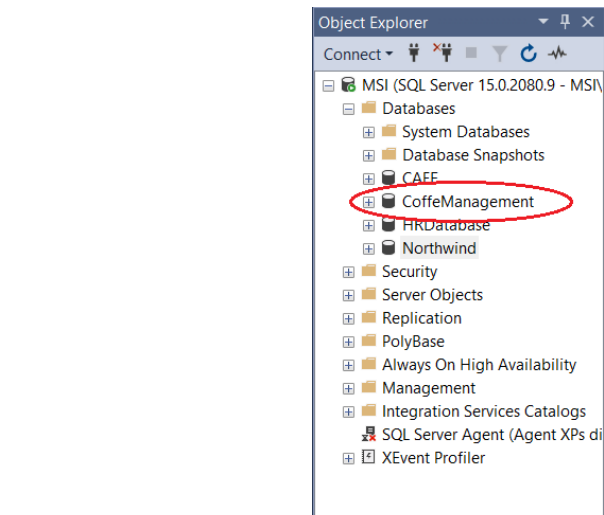 Object Explorer
Connect
MSI (SQL Server 15.0.2080.9 - MSI\
Databases
System Databases
Database Snapshots
CAFE
CoffeManagement
HRDatabase
Northwind
Security
Server Objects
Replication
PolyBase
Always On High Availability
Management
Integration Services Catalogs
SQL Server Agent (Agent XPs di
XEvent Profiler